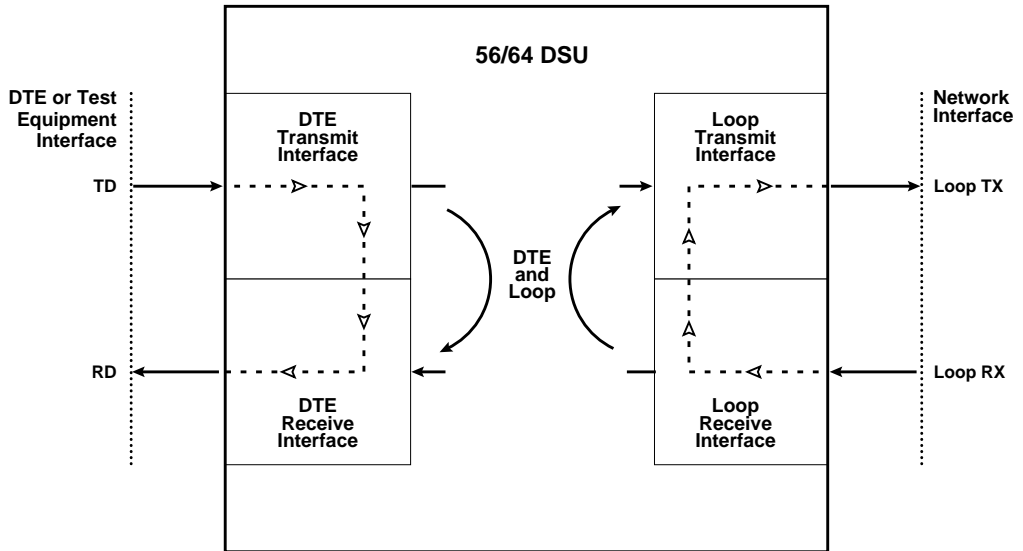 56/64 DSU
DTE or Test
Equipment
Interface
DTE
Transmit
Interface
Loop
Transmit
Interface
Network
Interface
TD
Loop TX
DTE
and
Loop
RD
Loop RX
DTE
Receive
Interface
Loop
Receive
Interface